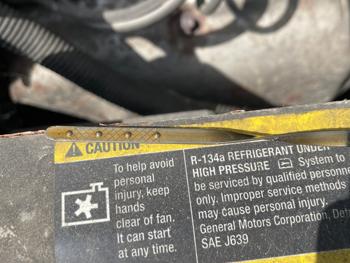 CAUTION
To help avoid
personal
injury, keep
hands
clear of fan.
It can start
at any time.
R-134a REFRIGERANT UNDER
HIGH PRESSURE System to
be serviced by qualified personne
only. Improper service methods
may cause personal injury.
General Motors Corporation, Det
SAE J639